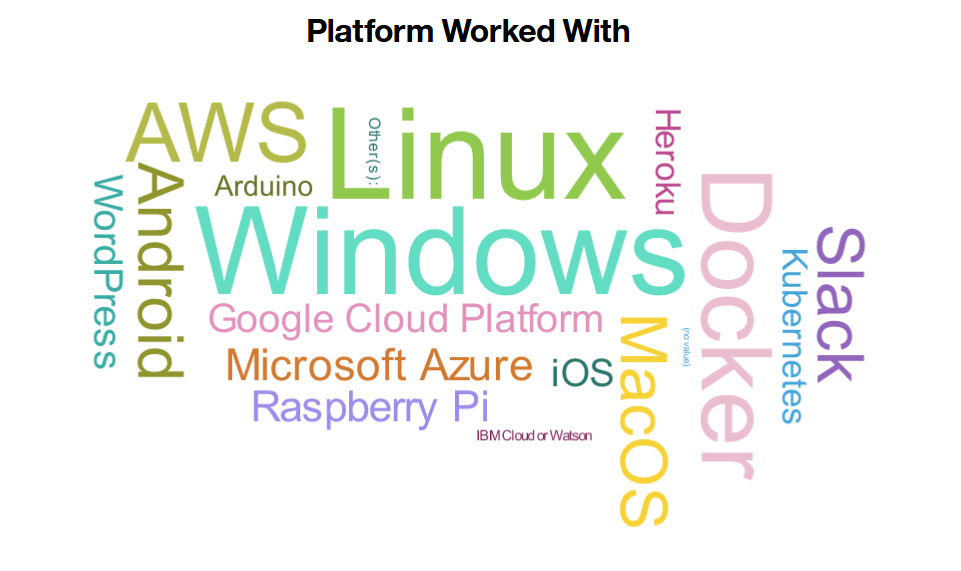 Platform Worked With
AWS
Linux
Other(s):
Heroku
Arduino
WordPress
Android
Windows
Docker
Slack
Kubernetes
Google Cloud Platform
MacOS
(no value)
Microsoft Azure
iOS
Raspberry Pi
IBM Cloud or Watson